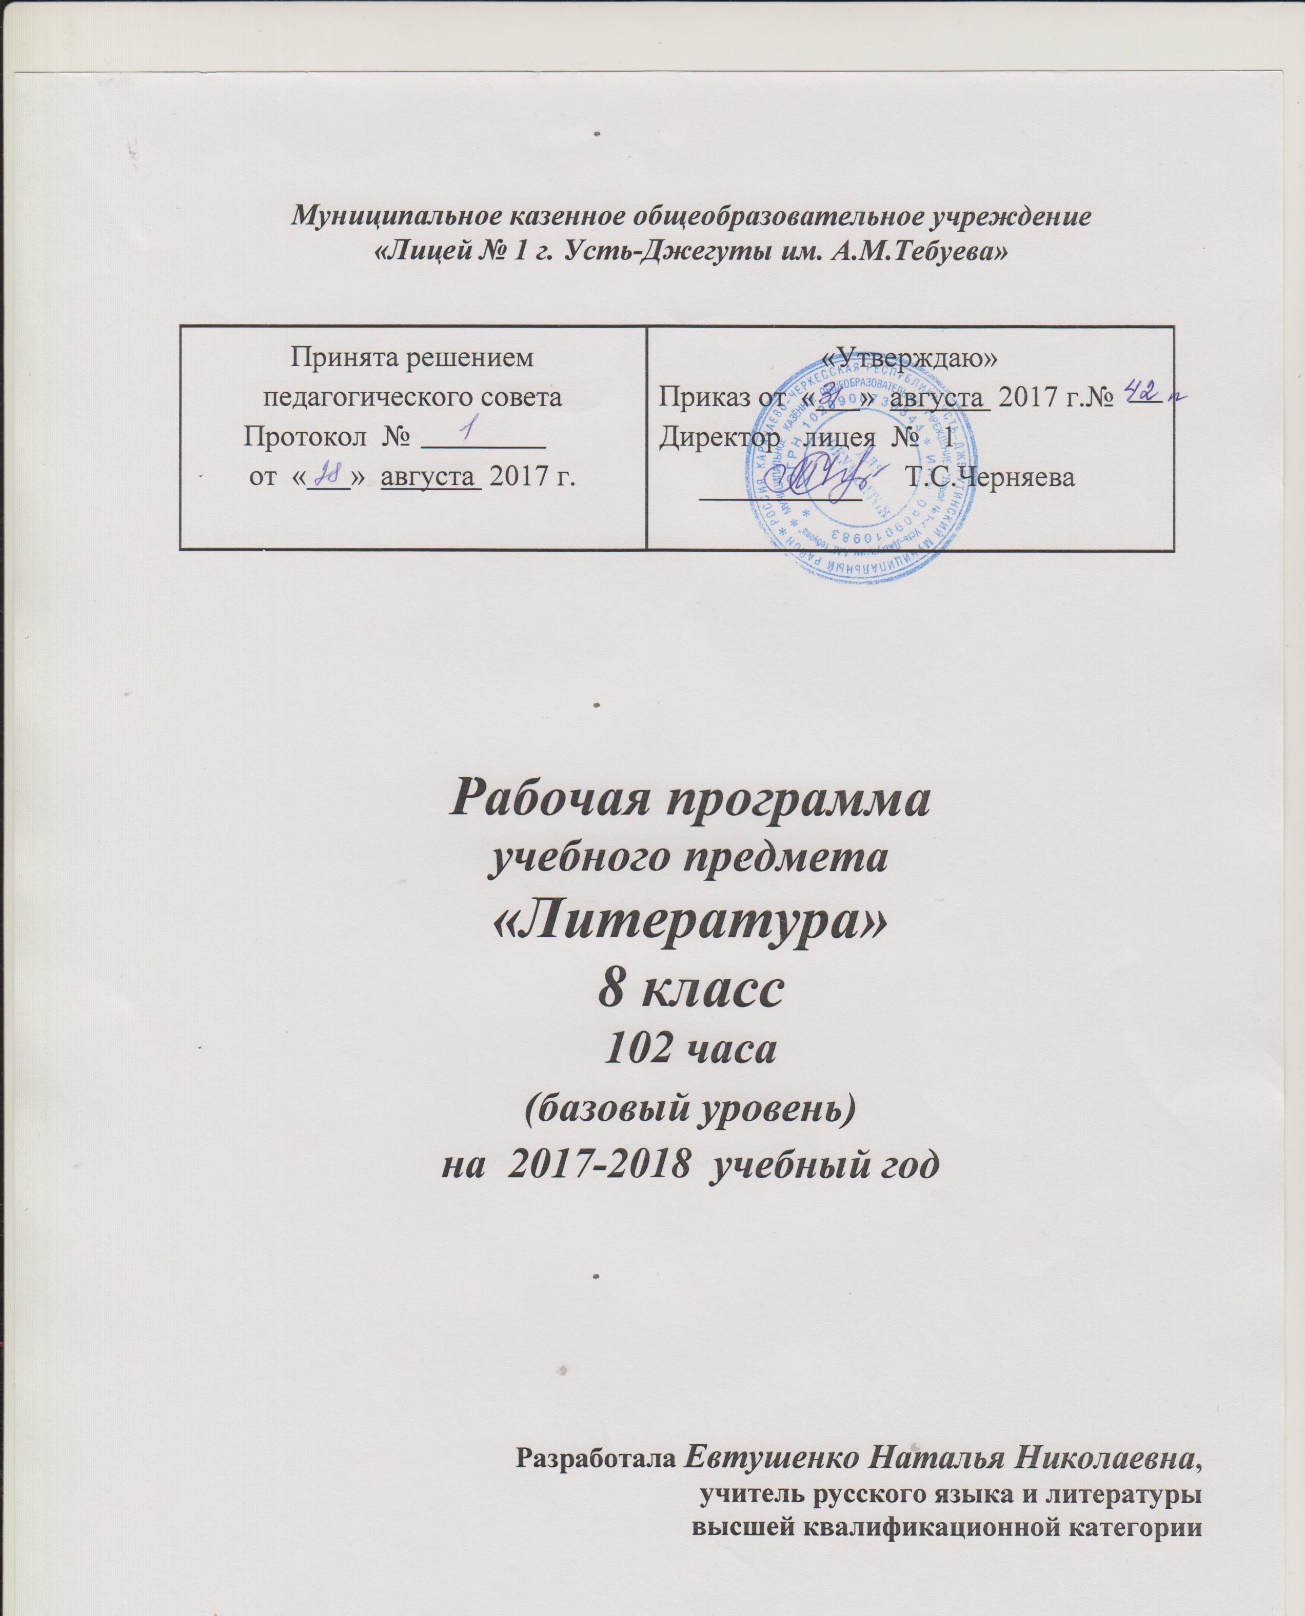 Муниципальное казенное общеобразовательное учреждение
«Лицей № 1 г. Усть-Джегуты им. А.М.Тебуева»
Принята решением
педагогического совета
Протокол № 1
от «28» августа 2017 г.
«Утверждаю»
Приказ от «31» августа 2017 г.№ 42 п
Директор лицея № 1
Т.С.Черняева
Рабочая программа
учебного предмета
«Литература»
8 класс
102 часа
(базовый уровень)
на 2017-2018 учебный год
Разработала Евтушенко Наталья Николаевна,
учитель русского языка и литературы
высшей квалификационной категории